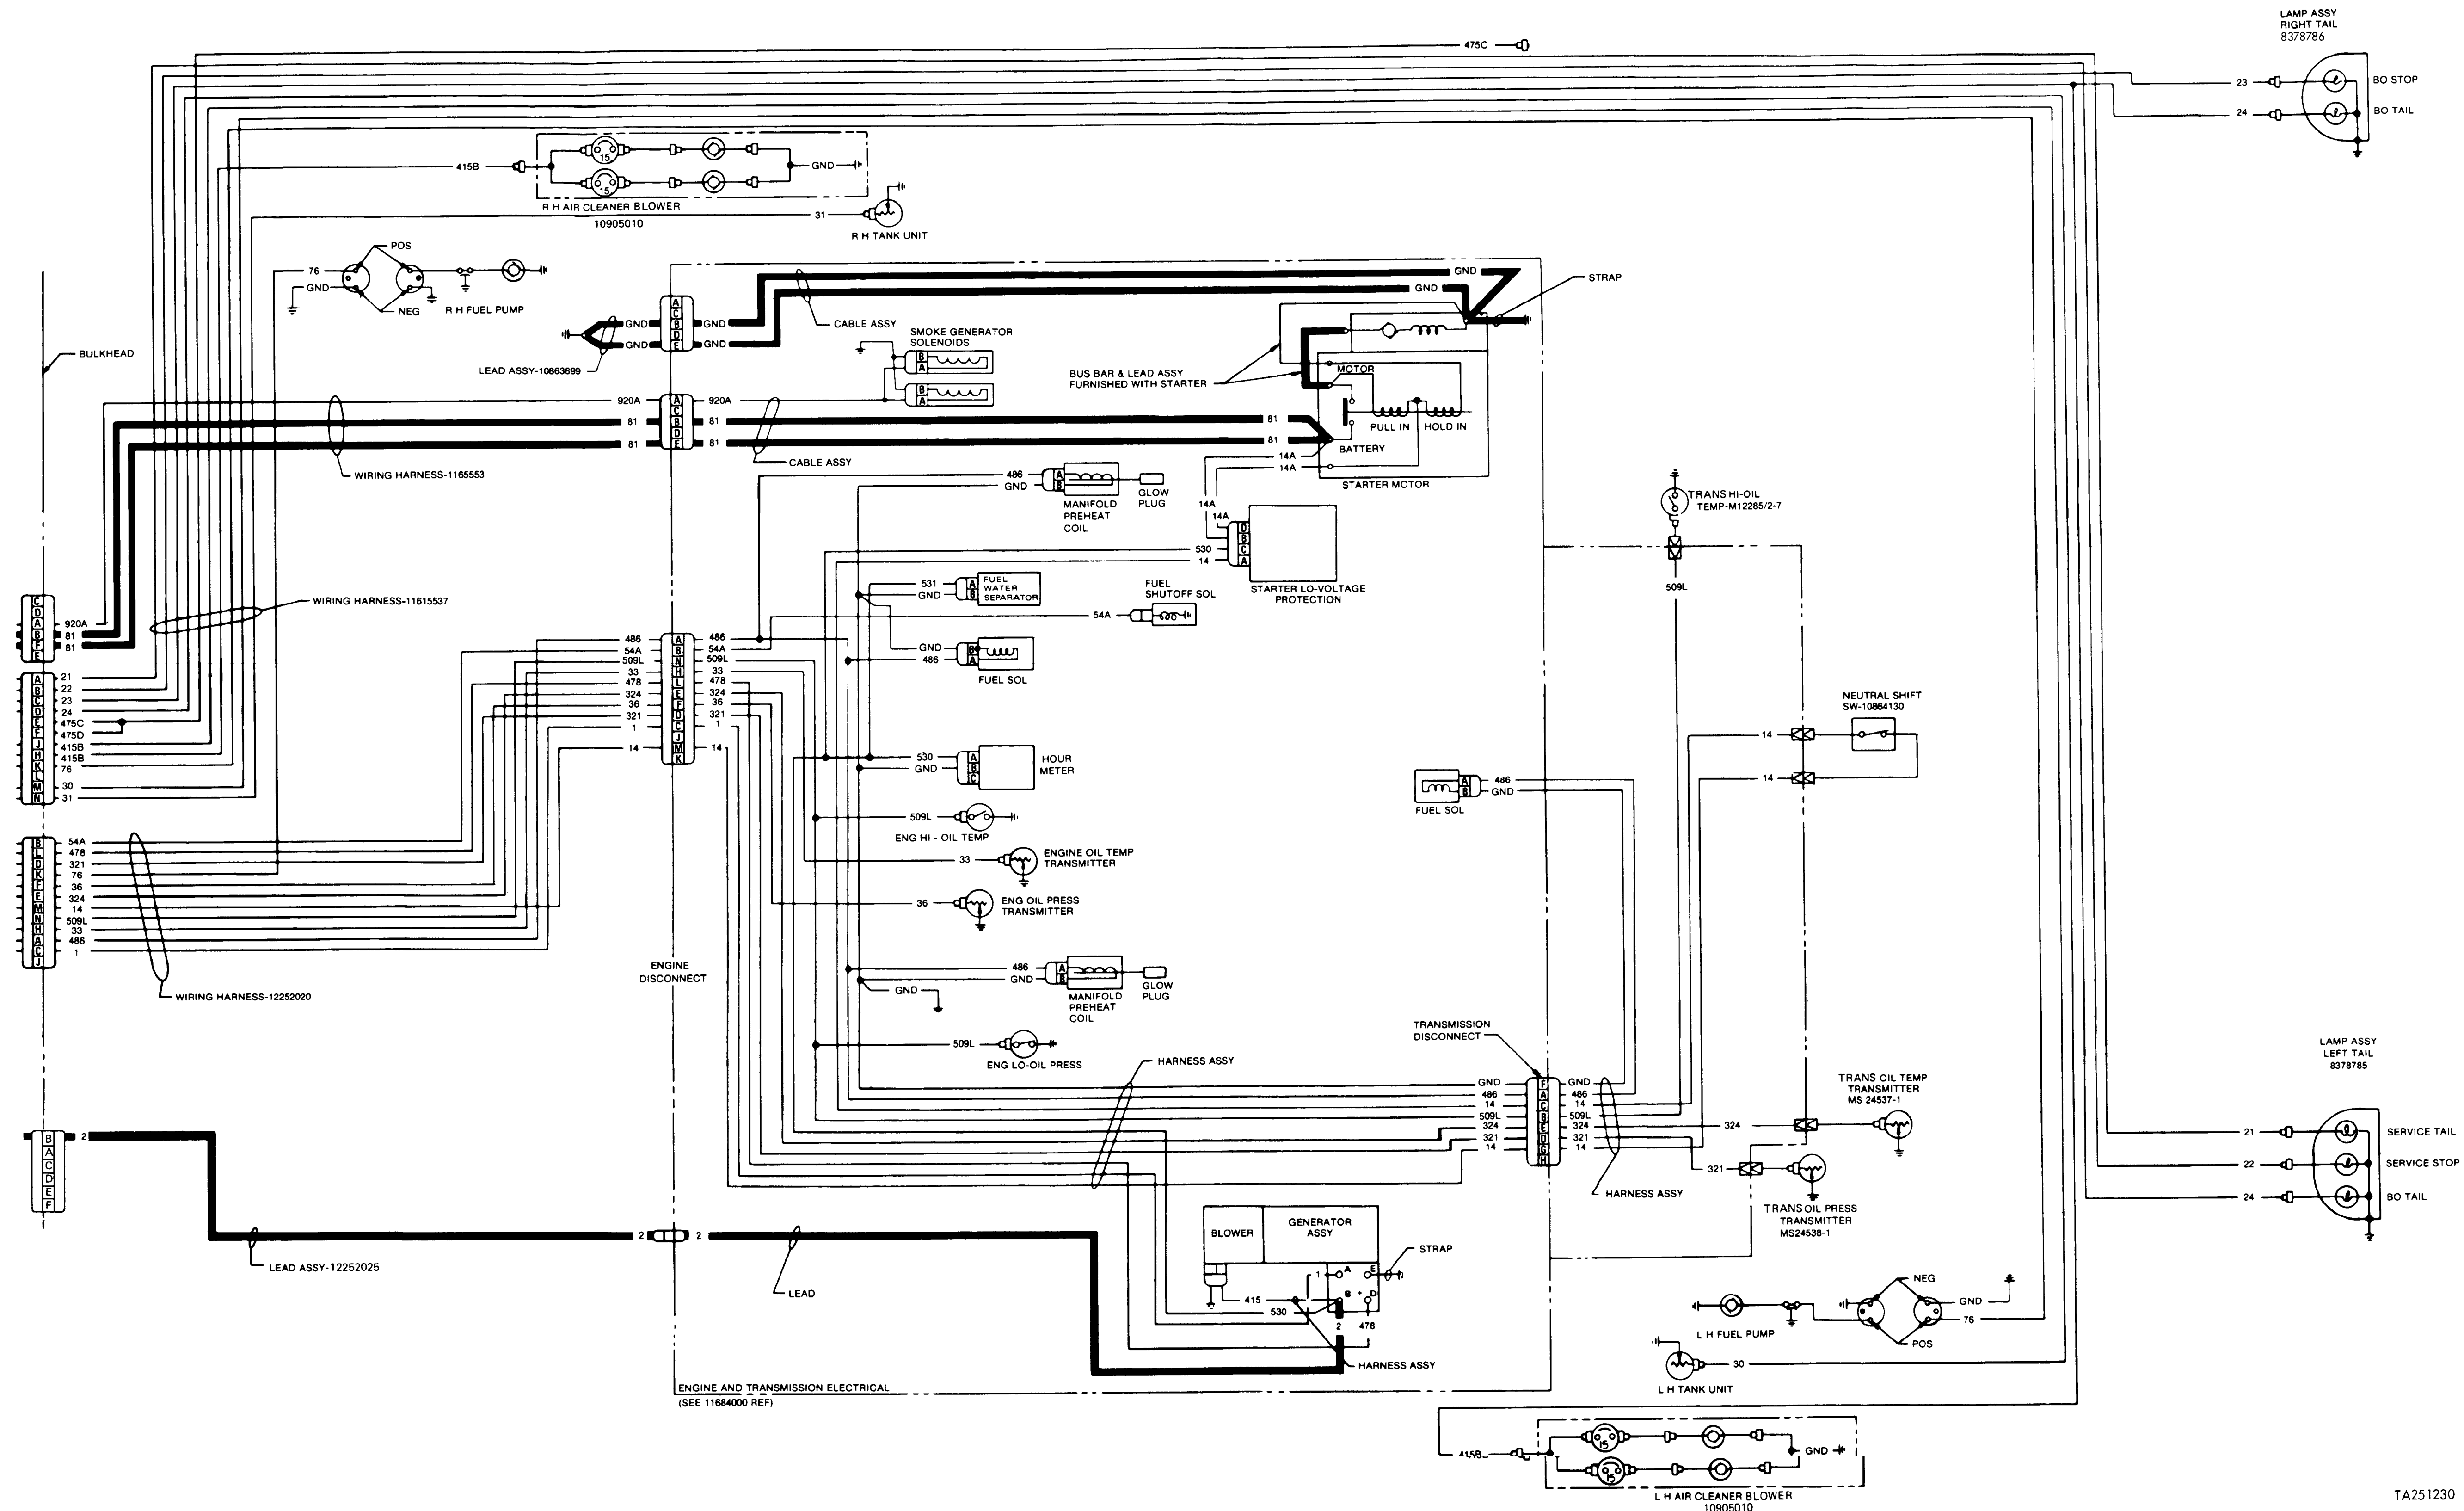 LAMP ASSY
RIGHT TAIL
8378786
475C
23
BO STOP
24
BO TAIL
415B
15
15
GND
R H AIR CLEANER BLOWER
10905010
31
R H TANK UNIT
POS
76
GND
NEG
R H FUEL PUMP
BULKHEAD
A
C
B
D
E
GND
GND
GND
GND
GND
GND
STRAP
CABLE ASSY
LEAD ASSY-10863699
SMOKE GENERATOR
SOLENOIDS
B
A
B
A
BUS BAR & LEAD ASSY
FURNISHED WITH STARTER
MOTOR
PULL IN
HOLD IN
BATTERY
STARTER MOTOR
920A
A
920A
C
81
B
81
81
D
81
E
81
81
CABLE ASSY
WIRING HARNESS-1165553
14A
14A
14A
14A
486
A
GND
B
MANIFOLD
PREHEAT
COIL
GLOW
PLUG
D
B
530
C
14
A
STARTER LO-VOLTAGE
PROTECTION
TRANS HI-OIL
TEMP-M12285/2-7
509L
531
A
GND
B
FUEL
WATER
SEPARATOR
FUEL
SHUTOFF SOL
54A
WIRING HARNESS-11615537
C
D
A
920A
B
81
F
81
E
GND
B
486
A
FUEL SOL
486
A
486
54A
B
54A
509L
N
509L
33
H
33
478
L
478
324
E
324
36
F
36
321
D
321
1
C
1
J
14
M
14
K
A
21
B
22
C
23
D
24
E
475C
F
475D
J
415B
H
415B
K
76
L
M
30
N
31
NEUTRAL SHIFT
SW-10864130
14
14
530
A
GND
B
C
HOUR
METER
A
486
B
GND
FUEL SOL
509L
ENG HI - OIL TEMP
33
ENGINE OIL TEMP
TRANSMITTER
36
ENG OIL PRESS
TRANSMITTER
B
54A
L
478
D
321
K
76
F
36
E
324
M
14
N
509L
H
33
A
486
C
1
J
WIRING HARNESS-12252020
ENGINE
DISCONNECT
486
A
GND
B
GND
MANIFOLD
PREHEAT
COIL
GLOW
PLUG
509L
ENG LO-OIL PRESS
TRANSMISSION
DISCONNECT
HARNESS ASSY
GND
F
GND
486
A
486
14
C
14
509L
B
509L
324
E
324
321
D
321
14
G
14
H
HARNESS ASSY
324
TRANS OIL TEMP
TRANSMITTER
MS 24537-1
321
TRANS OIL PRESS
TRANSMITTER
MS24538-1
LAMP ASSY
LEFT TAIL
8378785
21
SERVICE TAIL
22
SERVICE STOP
24
BO TAIL
B
2
A
C
D
E
F
2
2
LEAD ASSY-12252025
LEAD
BLOWER
GENERATOR
ASSY
STRAP
1
A
E
415
B
+
D
530
2
478
HARNESS ASSY
NEG
GND
76
POS
L H FUEL PUMP
30
L H TANK UNIT
ENGINE AND TRANSMISSION ELECTRICAL
(SEE 11684000 REF)
415B
15
15
GND
L H AIR CLEANER BLOWER
10905010
TA251230